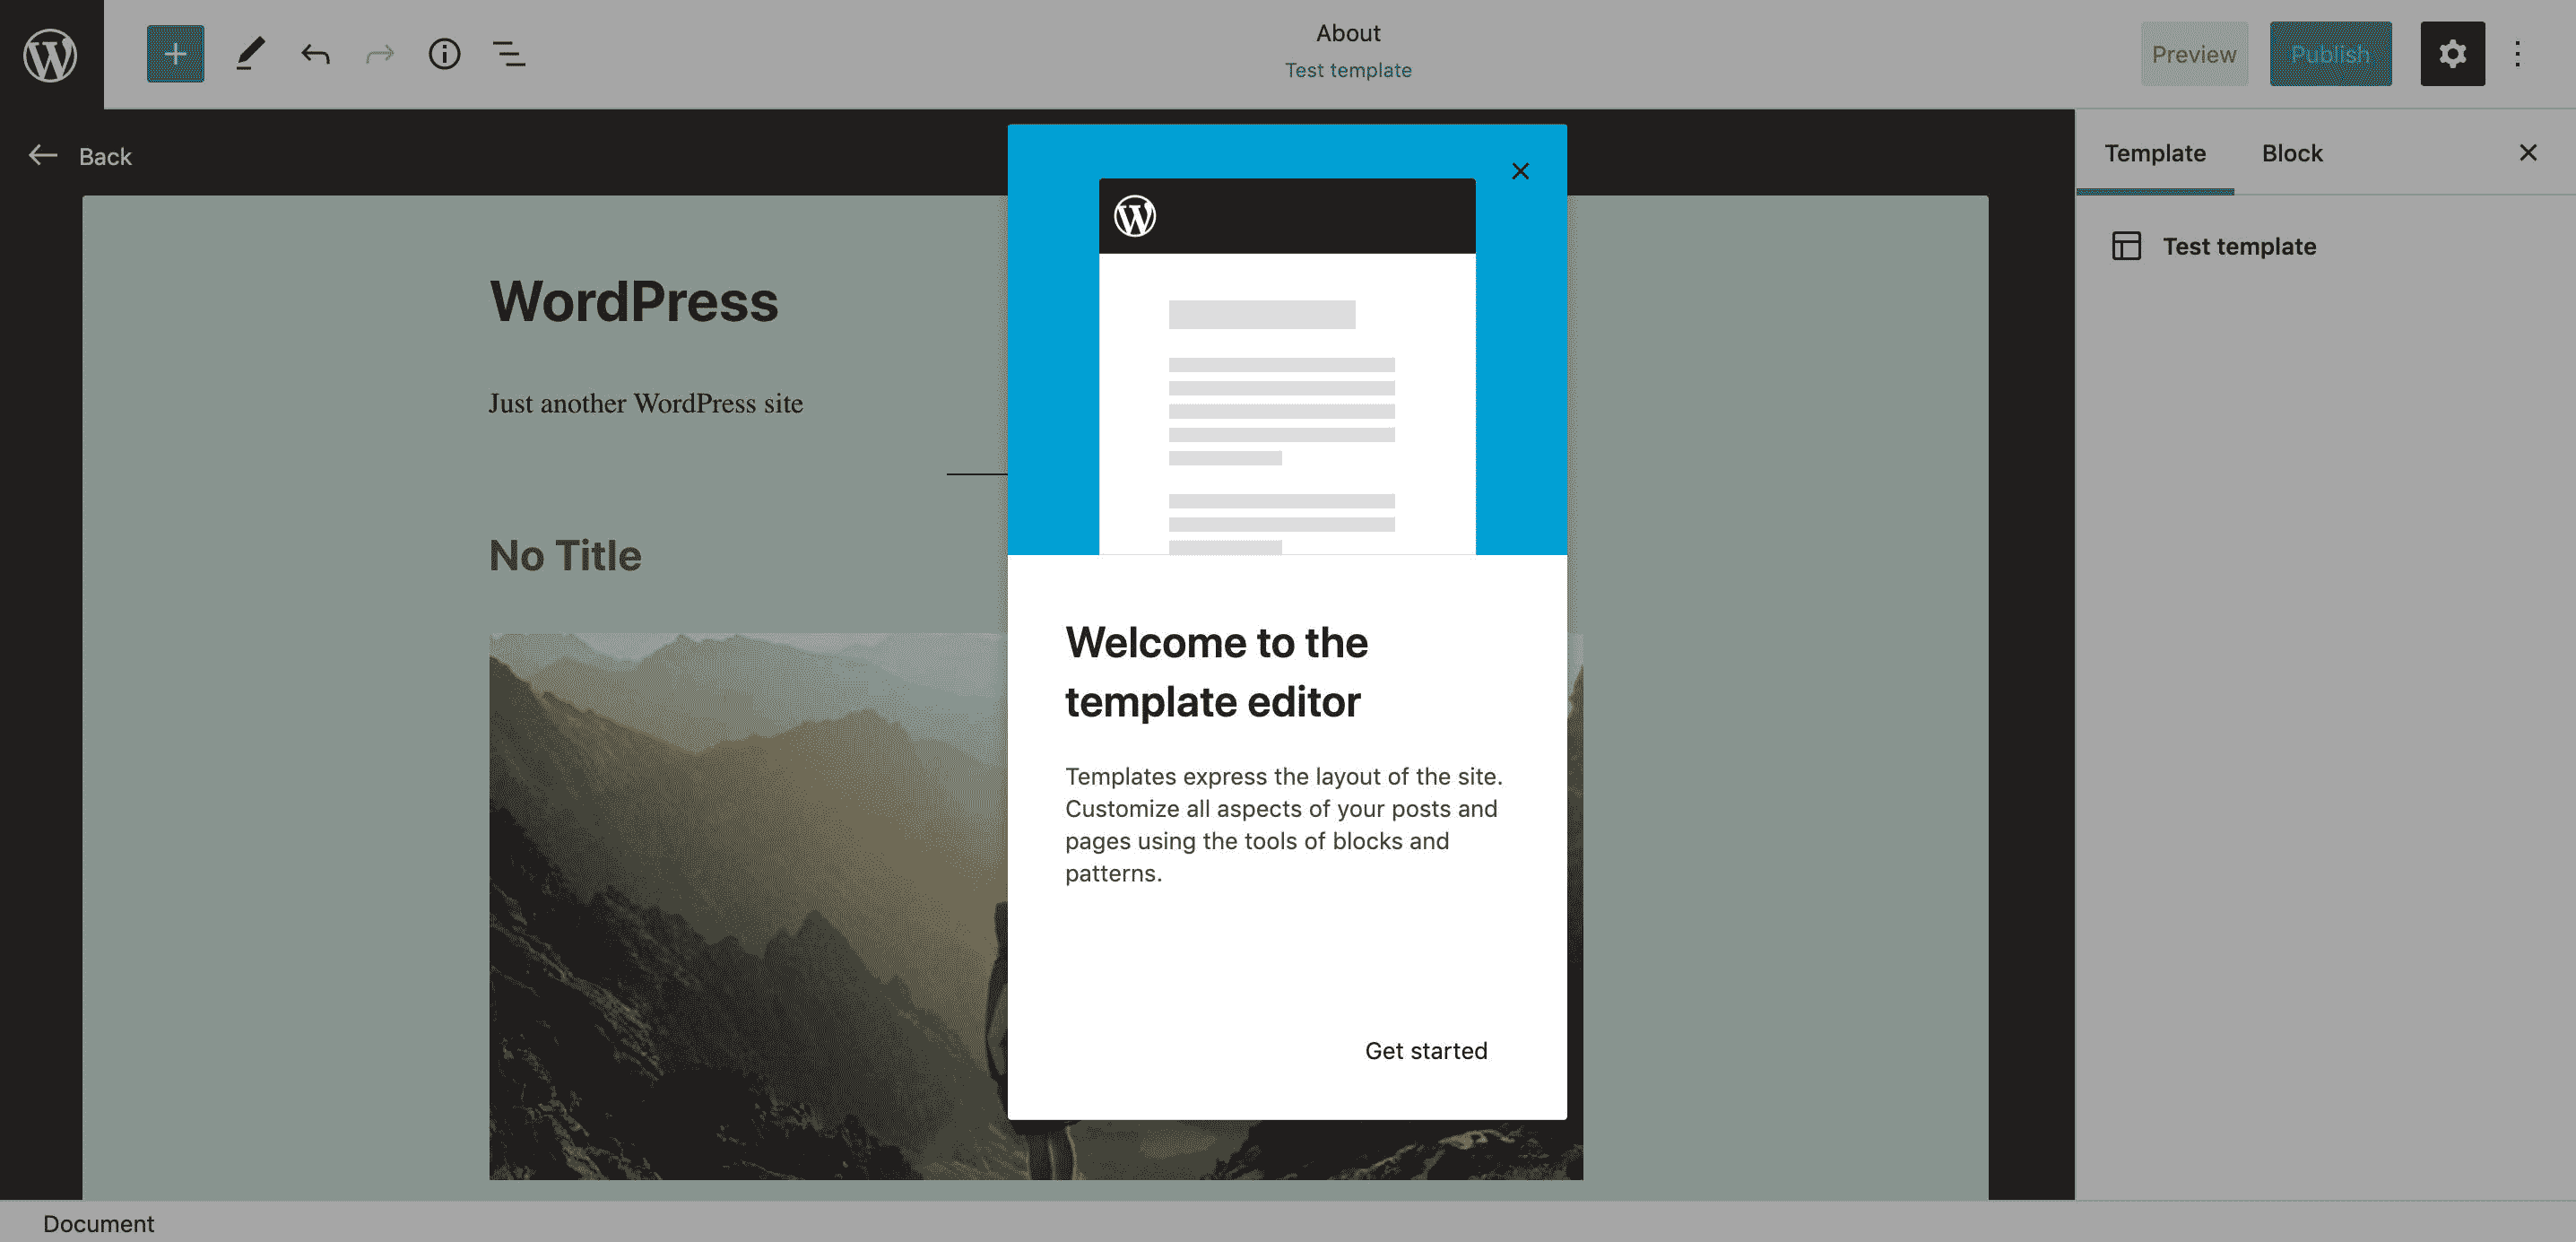 About
Test template
Preview
Publish
Back
Template
Block
Test template
WordPress
Just another WordPress site
No Title
Welcome to the
template editor
Templates express the layout of the site.
Customize all aspects of your posts and
pages using the tools of blocks and
patterns.
Get started
Document